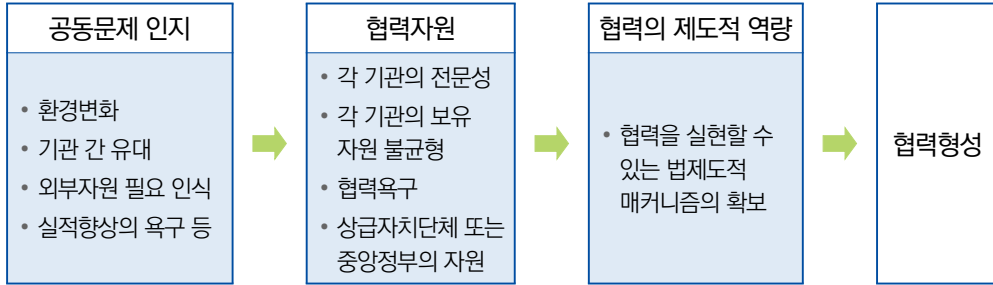 공동문제 인지
• 환경변화
• 기관 간 유대
• 외부자원 필요 인식
• 실적향상의 욕구 등
협력자원
• 각 기관의 전문성
• 각 기관의 보유
자원 불균형
• 협력욕구
• 상급자치단체 또는
중앙정부의 자원
협력의 제도적 역량
• 협력을 실현할 수
있는 법제도적
매커니즘의 확보
협력형성